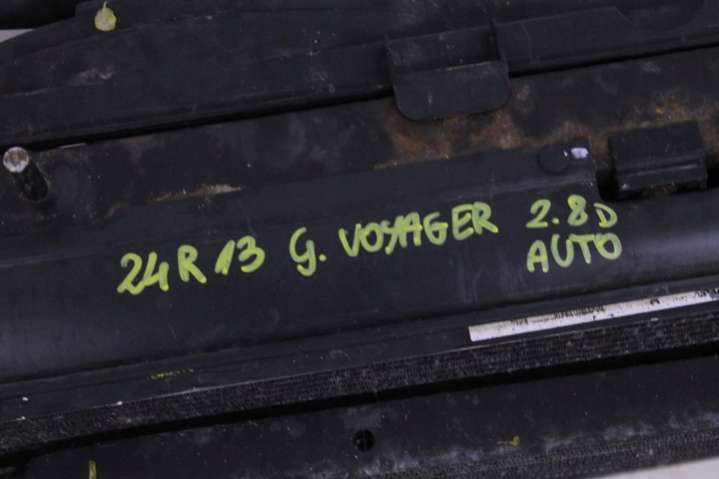 24R13 G. VOYAGER 2.8D
AUTO